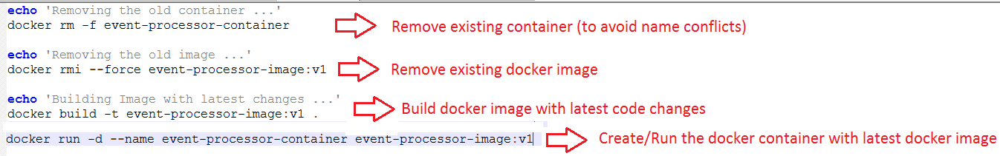 echo 'Removing the old container ...'
docker rm -f event-processor-container
Remove existing container (to avoid name conflicts)
echo 'Removing the old image ...'
docker rmi --force event-processor-image:v1
Remove existing docker image
echo 'Building Image with latest changes ...'
docker build -t event-processor-image:v1 .
Build docker image with latest code changes
docker run -d --name event-processor-container event-processor-image:v1
Create/Run the docker container with latest docker image